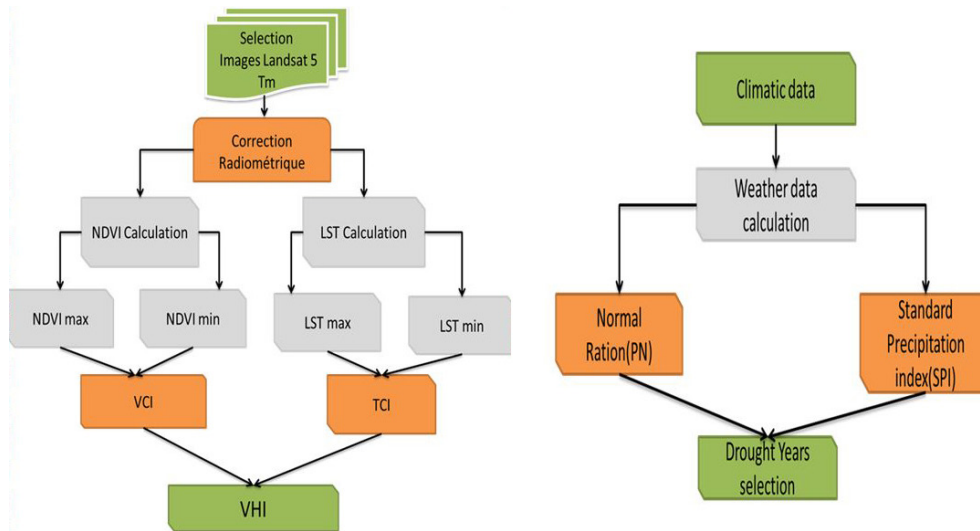 Selection
Images Landsat 5
Tm
Correction
Radiométrique
NDVI Calculation
LST Calculation
NDVI max
NDVI min
LST max
LST min
VCI
TCI
VHI
Climatic data
Weather data
calculation
Normal
Ration(PN)
Standard
Precipitation
index(SPI)
Drought Years
selection